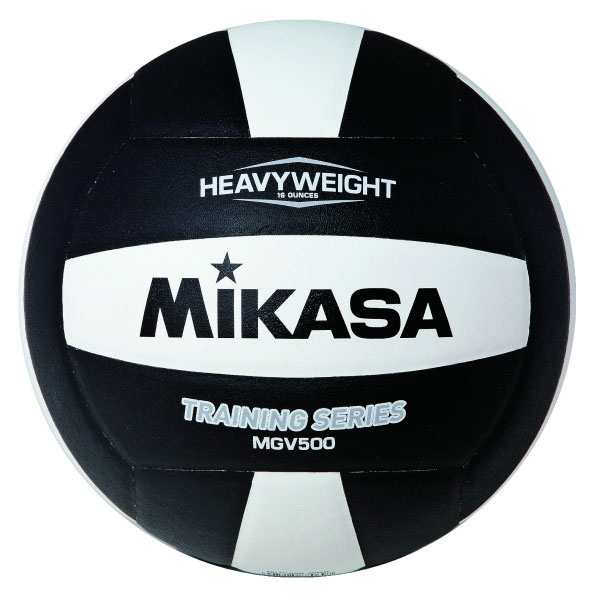 HEAVYWEIGHT
16 OUNCES
MiKASA
TRAINING SERIES
MGV500